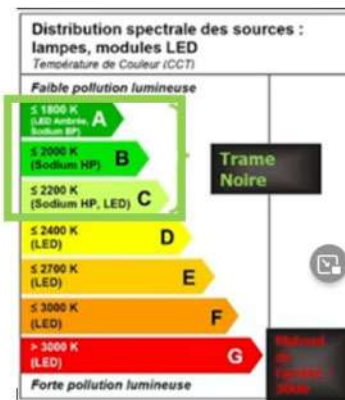 Distribution spectrale des sources :
lampes, modules LED
Température de Couleur (CCT)
Faible pollution lumineuse
≤ 1800 K
(LED Ambrée,
Sodium BP)
A
≤ 2000 K
(Sodium HP)
B
≤ 2200 K
(Sodium HP, LED)
C
Trame
Noire
≤ 2400 K
(LED)
D
≤ 2700 K
(LED)
E
≤ 3000 K
(LED)
F
> 3000 K
(LED)
G
Forte pollution lumineuse